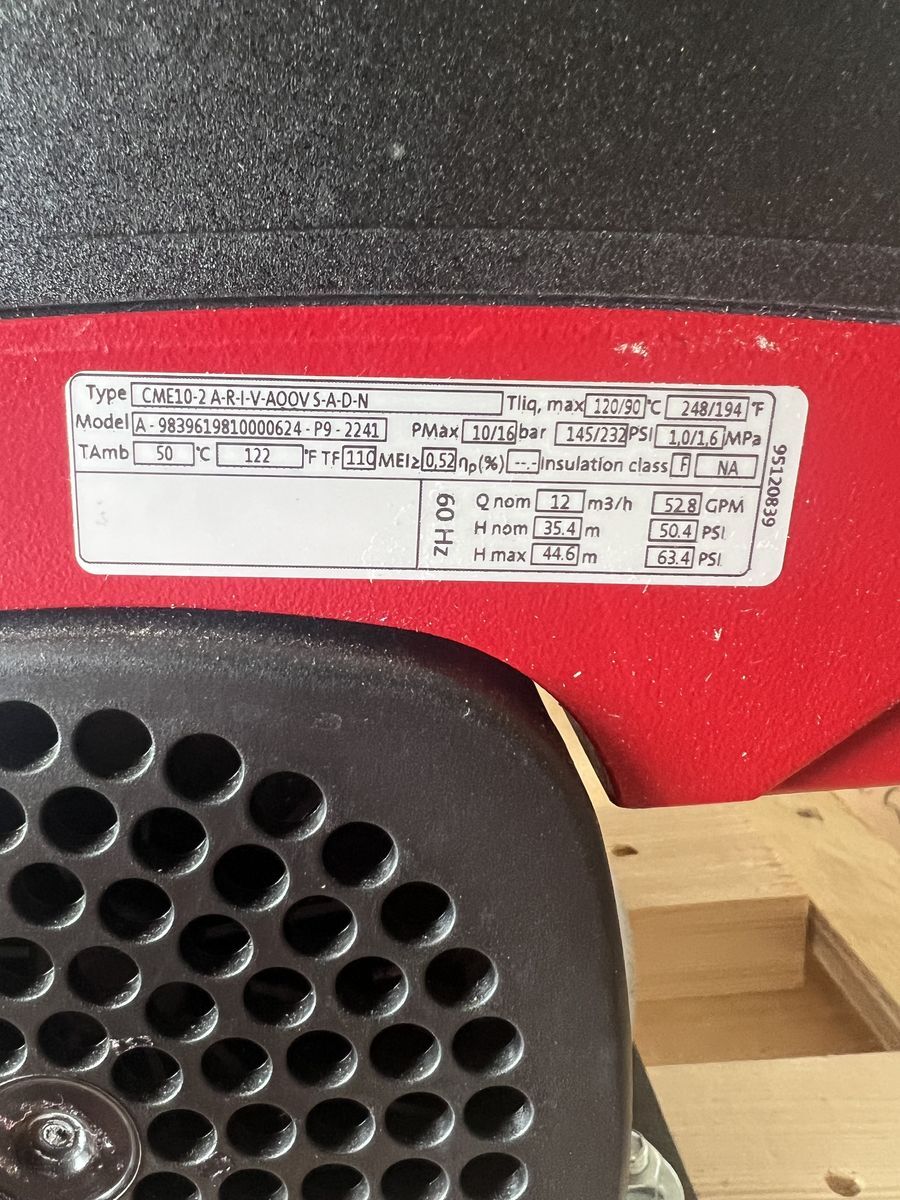 Type CME10-2 A-R-I-V-AQQV S-A-D-N Tliq, max 120/90 °C 248/194 °F
Model A - 9839619810000624 - P9 - 2241 PMax 10/16 bar 145/232 PSI 1,0/1,6 MPa
TAmb 50 °C 122 °F TF 110 MEI≥ 0,52 ηp(%) --.- Insulation class F NA
60 Hz
Q nom 12 m3/h 52.8 GPM
H nom 35.4 m 50.4 PSI
H max 44.6 m 63.4 PSI
95120839